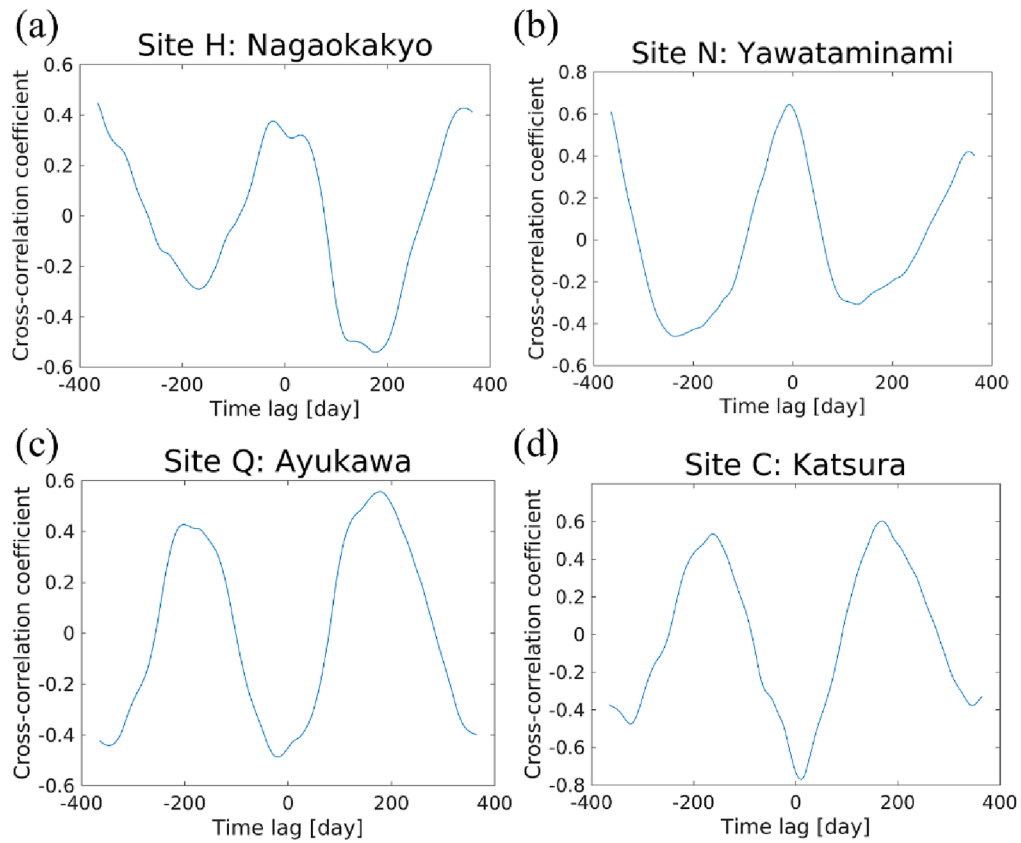 (a)
Site H: Nagaokakyo
0.6
0.4
0.2
0
-0.2
-0.4
-0.6
Cross-correlation coefficient
-400 -200 0 200 400
Time lag [day]
(b)
Site N: Yawataminami
0.8
0.6
0.4
0.2
0
-0.2
-0.4
-0.6
Cross-correlation coefficient
-400 -200 0 200 400
Time lag [day]
(c)
Site Q: Ayukawa
0.6
0.4
0.2
0
-0.2
-0.4
-0.6
Cross-correlation coefficient
-400 -200 0 200 400
Time lag [day]
(d)
Site C: Katsura
0.6
0.4
0.2
0
-0.2
-0.4
-0.6
-0.8
Cross-correlation coefficient
-400 -200 0 200 400
Time lag [day]